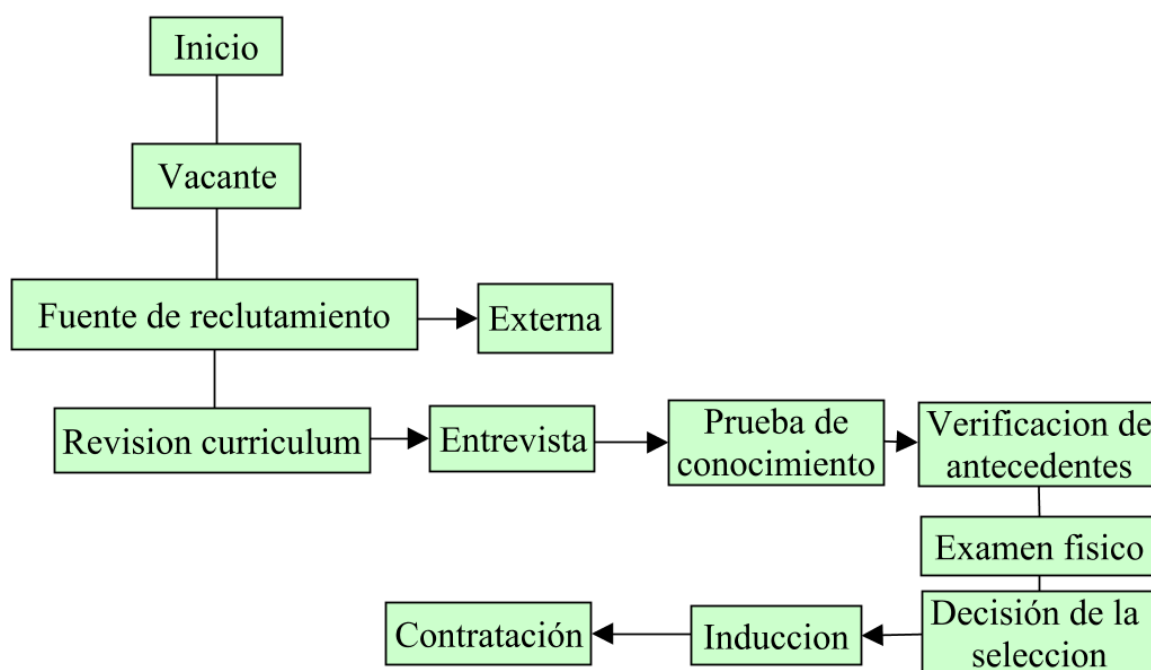 Inicio
Vacante
Fuente de reclutamiento
Externa
Revision curriculum
Entrevista
Prueba de
conocimiento
Verificacion de
antecedentes
Examen fisico
Decisión de la
seleccion
Induccion
Contratación